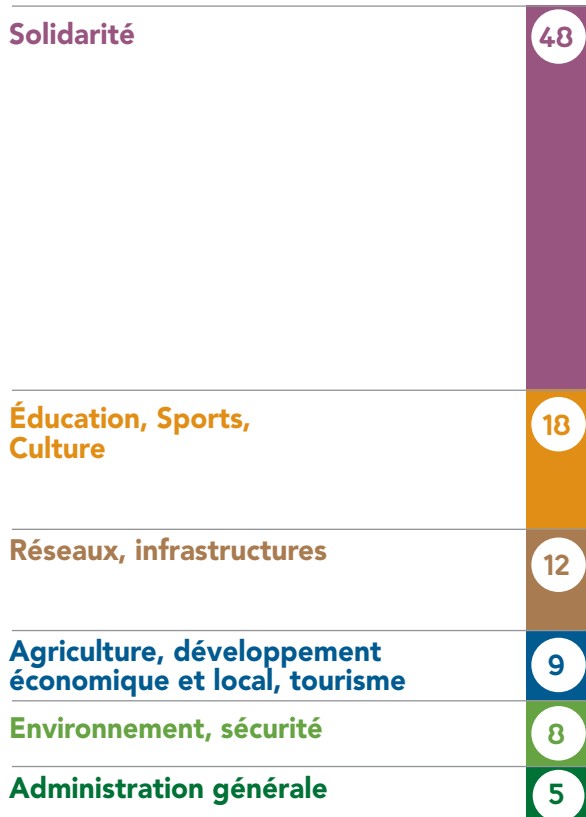 Solidarité 48
Éducation, Sports,
Culture 18
Réseaux, infrastructures 12
Agriculture, développement
économique et local, tourisme 9
Environnement, sécurité 8
Administration générale 5